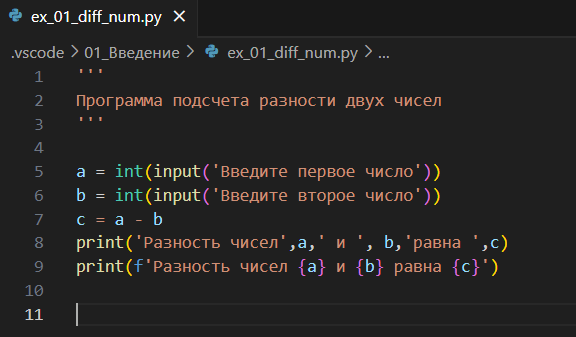 ex_01_diff_num.py ×
.vscode > 01_Введение > ex_01_diff_num.py > ...
1 '''
2 Программа подсчета разности двух чисел
3 '''
4
5 a = int(input('Введите первое число'))
6 b = int(input('Введите второе число'))
7 c = a - b
8 print('Разность чисел',a,' и ', b,'равна ',c)
9 print(f'Разность чисел {a} и {b} равна {c}')
10
11